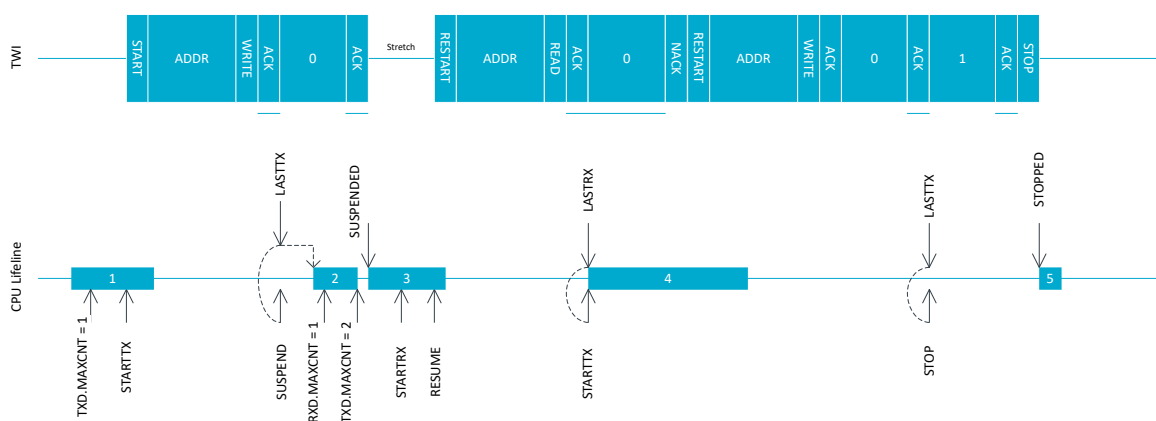 TWI
START
ADDR
WRITE
ACK
0
ACK
Stretch
RESTART
ADDR
READ
ACK
0
NACK
RESTART
ADDR
WRITE
ACK
0
ACK
1
ACK
STOP
LASTTX
SUSPENDED
LASTRX
LASTTX
STOPPED
CPU Lifeline
1
2
3
4
5
TXD.MAXCNT = 1
STARTTX
SUSPEND
RXD.MAXCNT = 1
TXD.MAXCNT = 2
STARTRX
RESUME
STARTTX
STOP